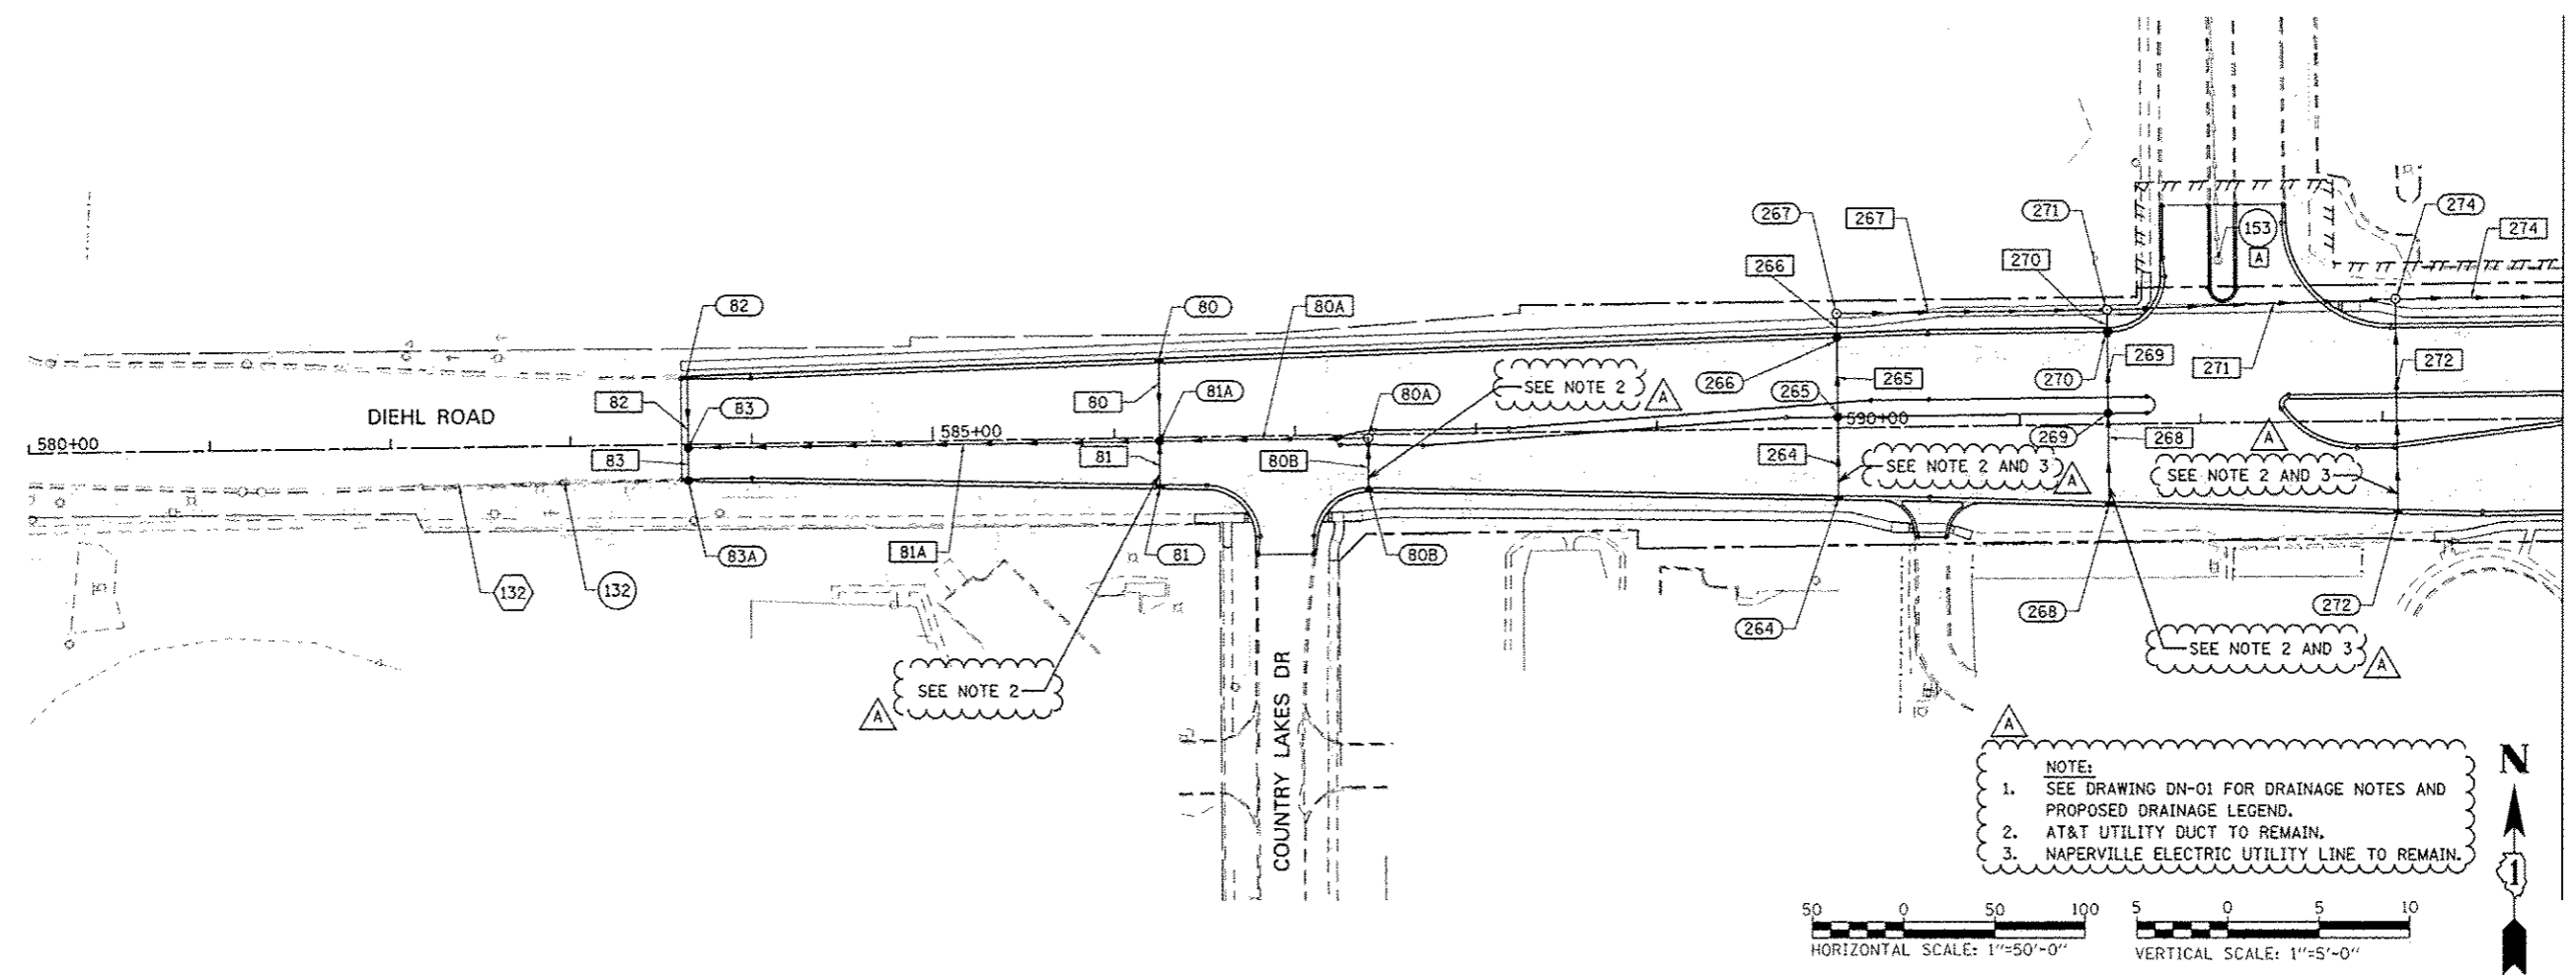 267
267
271
274
153
274
A
266
270
82
80
80A
272
269
SEE NOTE 2
A
266
265
271
82
83
80
81A
80A
270
DIEHL ROAD
265
580+00
585+00
590+00
269
268
A
83
81
80B
264
SEE NOTE 2 AND 3
A
SEE NOTE 2 AND 3
83A
81A
81
80B
132
132
264
268
272
SEE NOTE 2
A
SEE NOTE 2 AND 3
A
COUNTRY LAKES DR
A
NOTE:
1. SEE DRAWING DN-01 FOR DRAINAGE NOTES AND
PROPOSED DRAINAGE LEGEND.
2. AT&T UTILITY DUCT TO REMAIN.
3. NAPERVILLE ELECTRIC UTILITY LINE TO REMAIN.
N
1
50 0 50 100
HORIZONTAL SCALE: 1"=50'-0"
5 0 5 10
VERTICAL SCALE: 1"=5'-0"